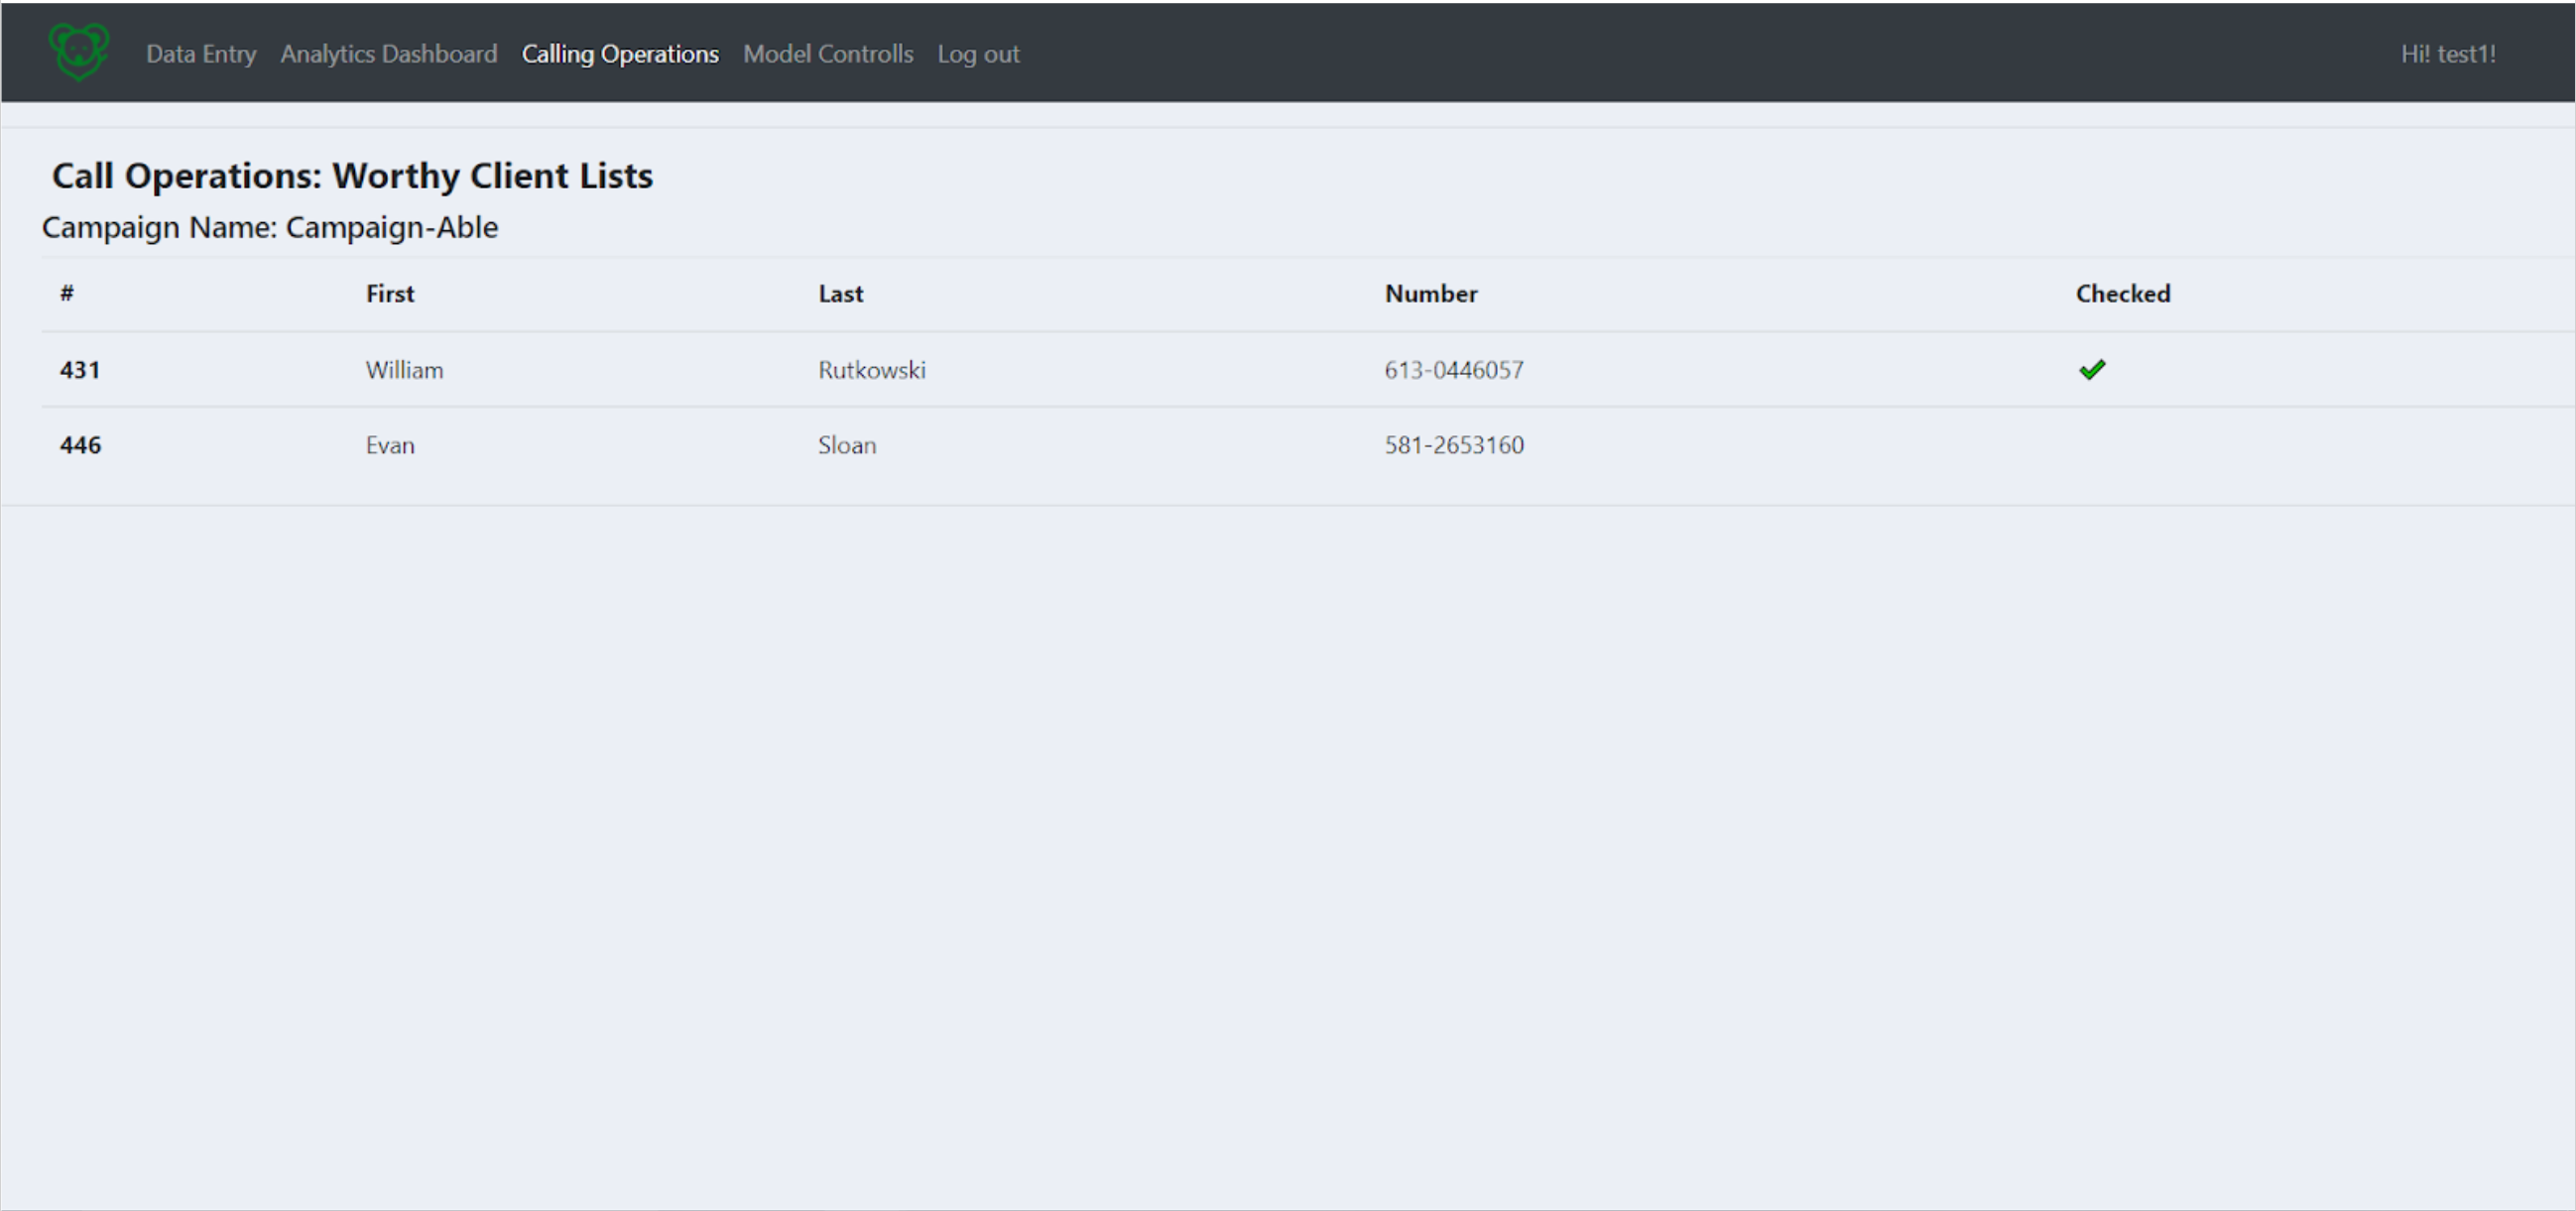 Data Entry Analytics Dashboard Calling Operations Model Controlls Log out Hi! test1!
Call Operations: Worthy Client Lists
Campaign Name: Campaign-Able
# First Last Number Checked
431 William Rutkowski 613-0446057
446 Evan Sloan 581-2653160